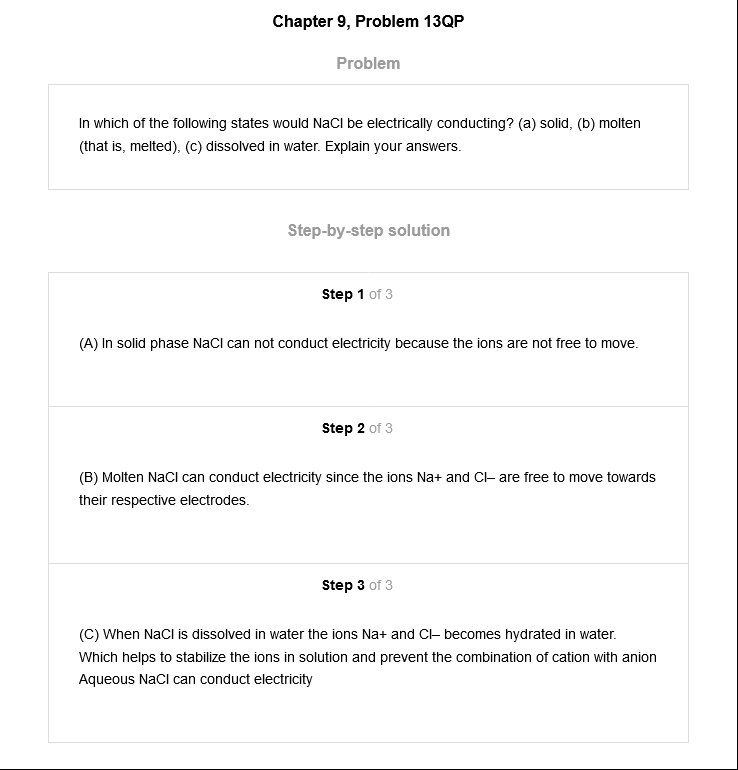 Chapter 9, Problem 13QP
Problem
In which of the following states would NaCl be electrically conducting? (a) solid, (b) molten
(that is, melted), (c) dissolved in water. Explain your answers.
Step-by-step solution
Step 1 of 3
(A) In solid phase NaCl can not conduct electricity because the ions are not free to move.
Step 2 of 3
(B) Molten NaCl can conduct electricity since the ions Na+ and Cl– are free to move towards
their respective electrodes.
Step 3 of 3
(C) When NaCl is dissolved in water the ions Na+ and Cl– becomes hydrated in water.
Which helps to stabilize the ions in solution and prevent the combination of cation with anion
Aqueous NaCl can conduct electricity